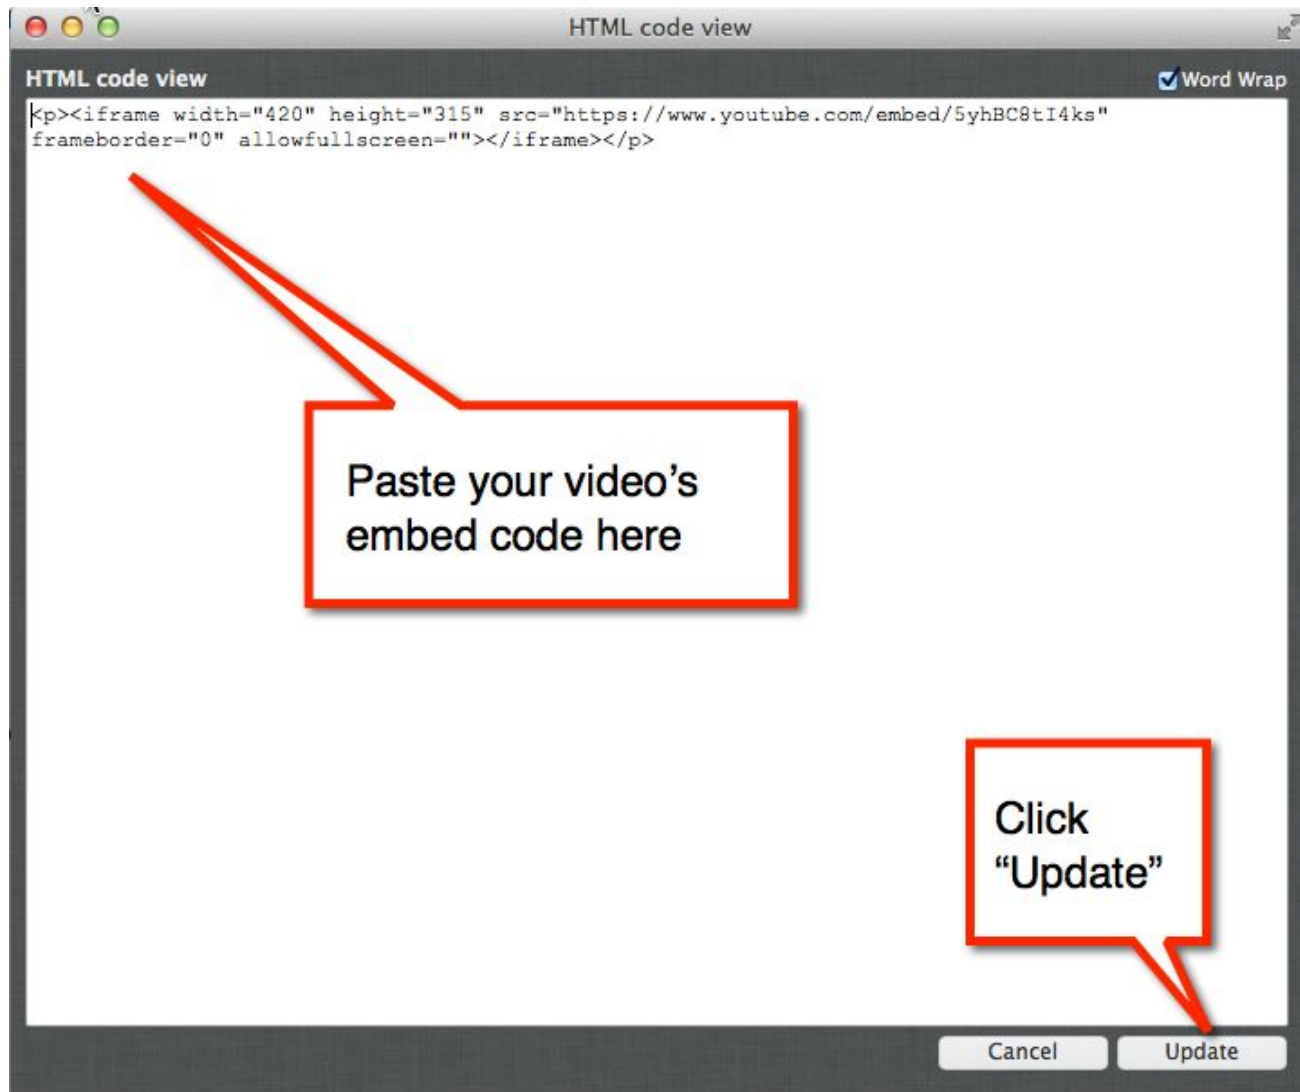 HTML code view
HTML code view
Word Wrap
<p><iframe width="420" height="315" src="https://www.youtube.com/embed/5yhBC8tI4ks"
frameborder="0" allowfullscreen=""></iframe></p>
Paste your video’s
embed code here
Click
“Update”
Cancel
Update